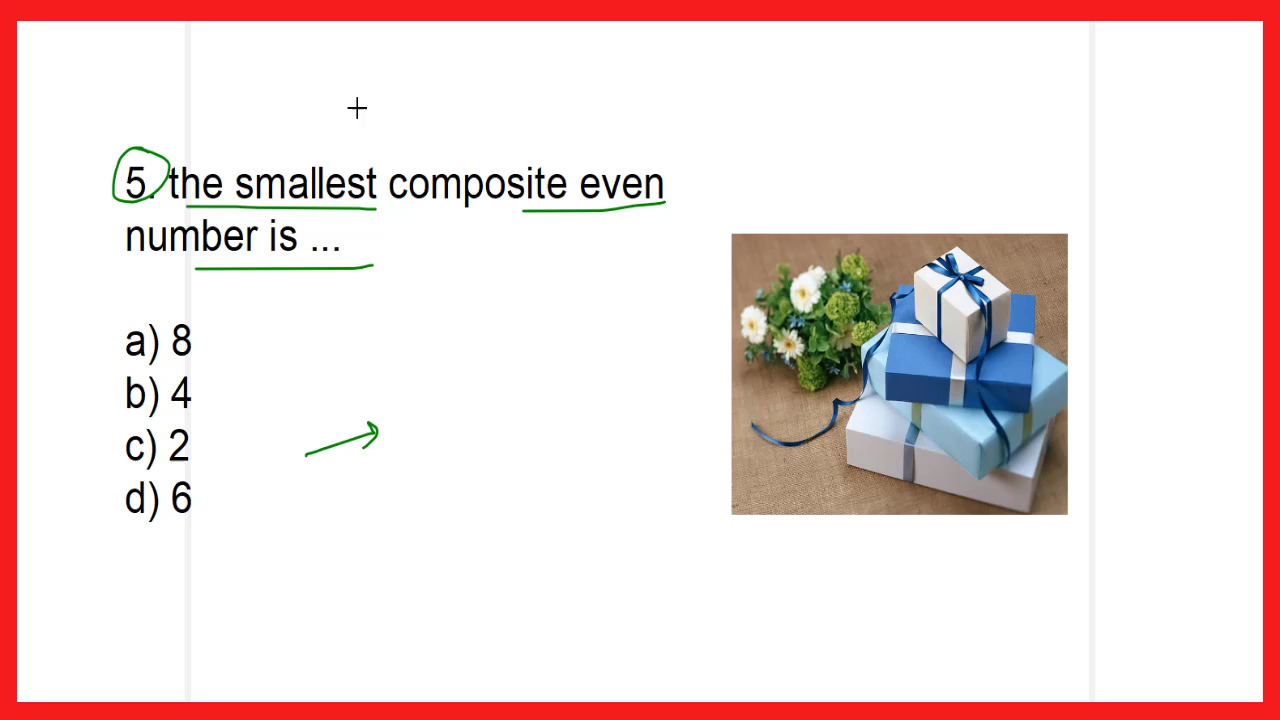 5. the smallest composite even
number is ...
a) 8
b) 4
c) 2
d) 6